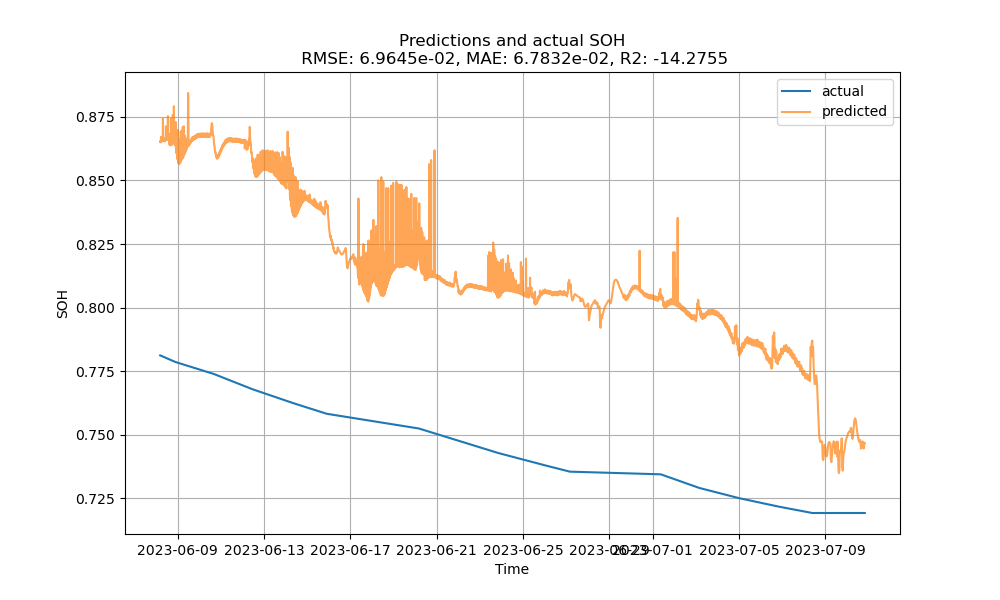 Predictions and actual SOH
RMSE: 6.9645e-02, MAE: 6.7832e-02, R2: -14.2755
actual
predicted
0.875
0.850
0.825
0.800
0.775
0.750
0.725
SOH
2023-06-09 2023-06-13 2023-06-17 2023-06-21 2023-06-25 2023-06-29 2023-07-01 2023-07-05 2023-07-09
Time